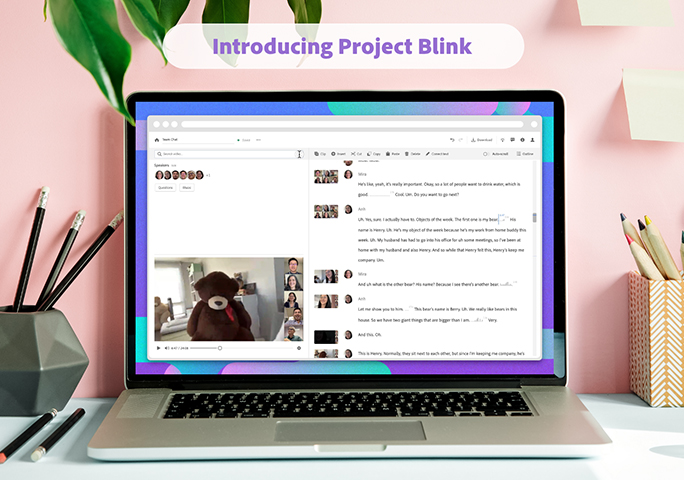 Introducing Project Blink
Team Chat
Download
Search video
Clip Insert Cut Copy Paste Delete Correct text Autoscroll Outline
Speakers
Questions Share
Mira
He's like, yeah, it's really important. Okay, so a lot of people want to drink water, which is
good. Cool. Um. Do you want to go next?
Avit
Uh. Yes, sure. I actually have to. Objects of the week. The first one is my bear. His
name is Henry. Uh. He's my object of the week because he's my work from home buddy this
week. Uh. My husband has had to go into his office for uh some meetings, so I've been at
home with my husband and also Henry. And so while that Henry felt this, Henry's keep me
company. Um.
Mira
And uh what is the other bear? His name? Because I see there's another bear.
Let me show you to him. This bear's name is Berry. Uh. We really like bears in this
house. So we have two giant things that are bigger than I am. Very.
And this. Oh.
This is Henry. Normally, they sit next to each other, but since I'm keeping me company, he's